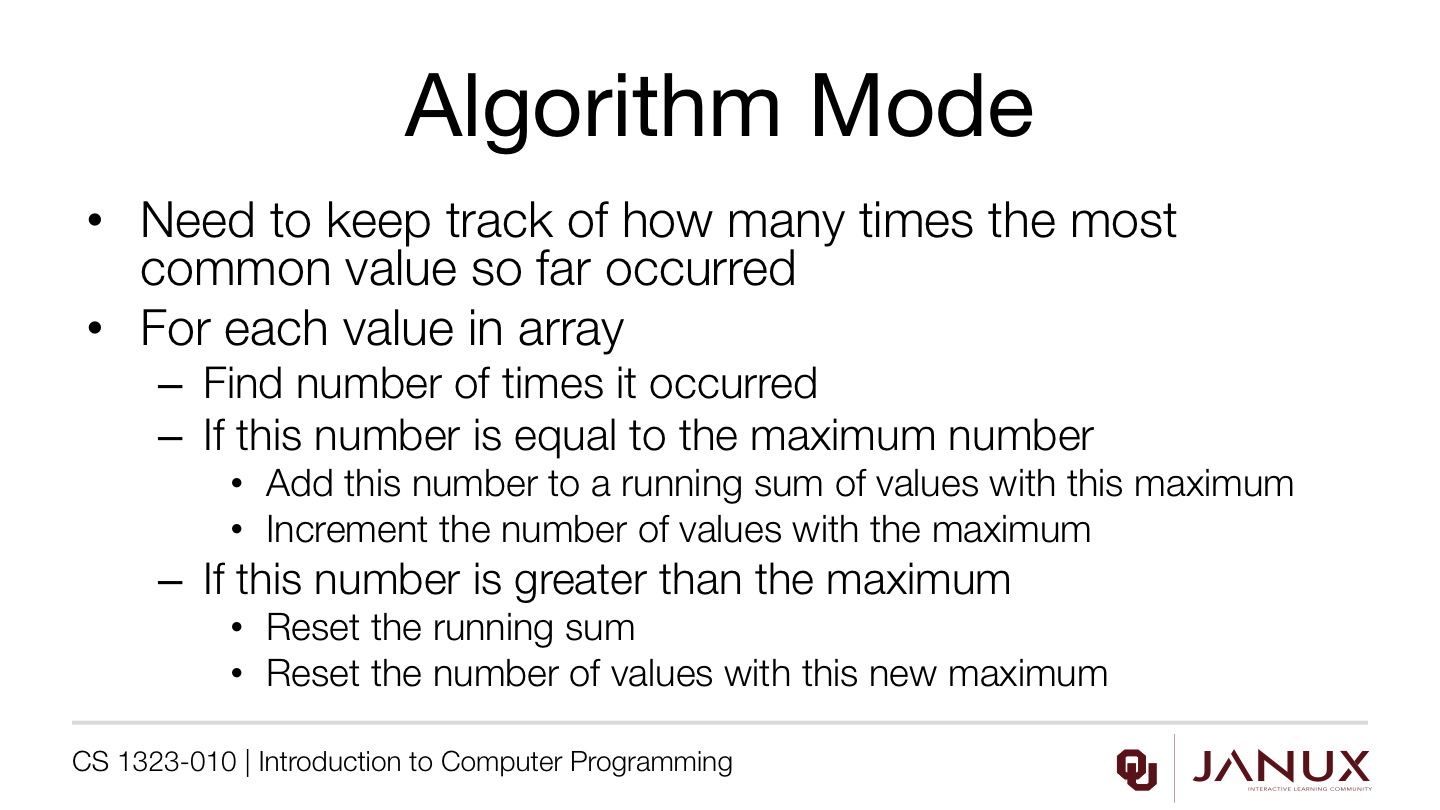 Algorithm Mode
• Need to keep track of how many times the most
common value so far occurred
• For each value in array
– Find number of times it occurred
– If this number is equal to the maximum number
• Add this number to a running sum of values with this maximum
• Increment the number of values with the maximum
– If this number is greater than the maximum
• Reset the running sum
• Reset the number of values with this new maximum
CS 1323-010 | Introduction to Computer Programming
OU
JANUX
INTERACTIVE LEARNING COMMUNITY